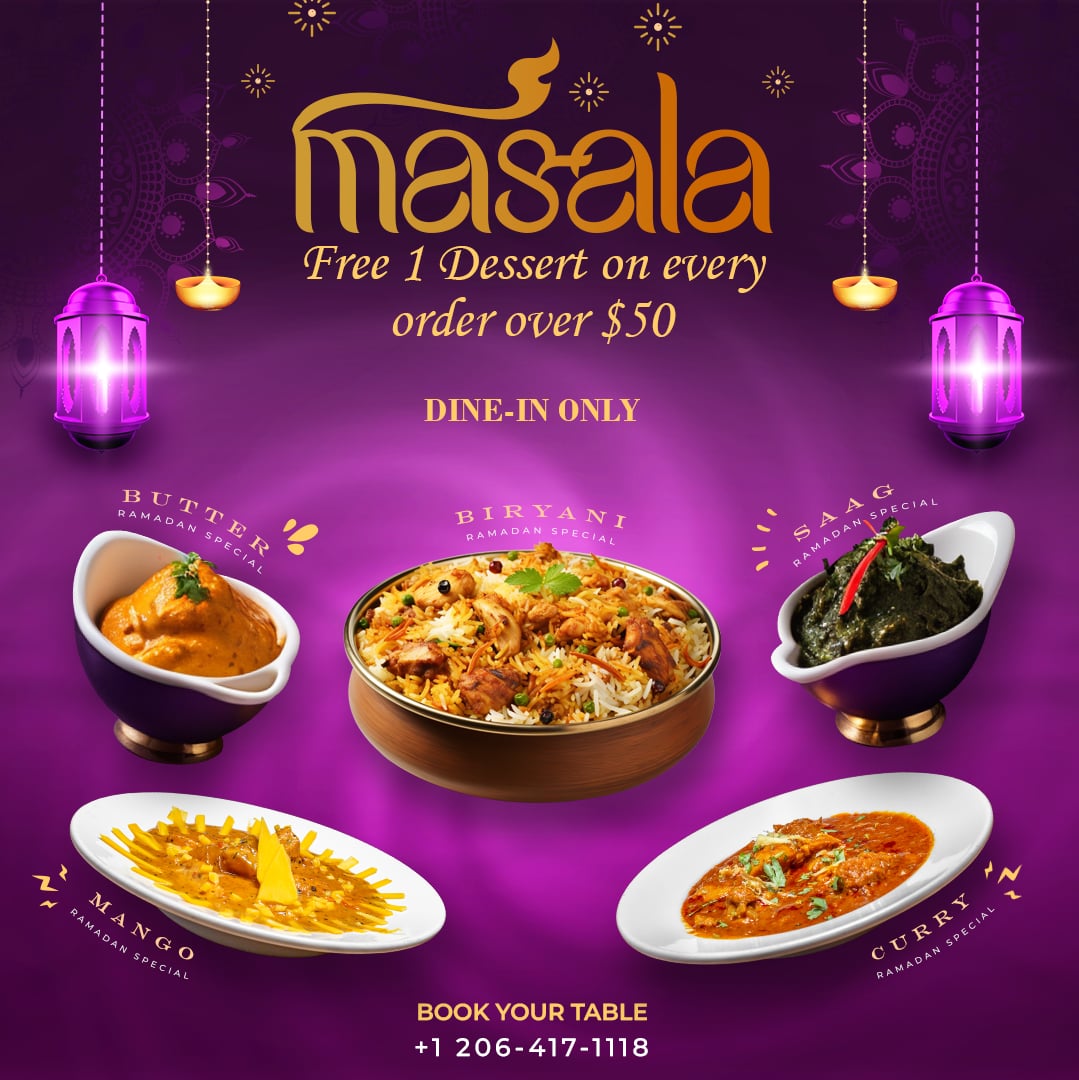 masala
Free 1 Dessert on every
order over $50
DINE-IN ONLY
BUTTER
RAMADAN SPECIAL
BIRYANI
RAMADAN SPECIAL
SAAG
RAMADAN SPECIAL
MANGO
RAMADAN SPECIAL
CURRY
RAMADAN SPECIAL
BOOK YOUR TABLE
+1 206-417-1118